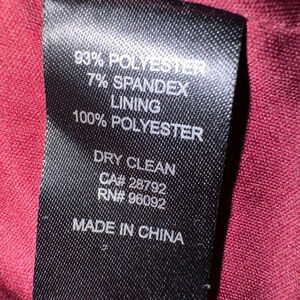 93% POLYESTER
7% SPANDEX
LINING
100% POLYESTER
DRY CLEAN
CA# 28792
RN# 96092
MADE IN CHINA